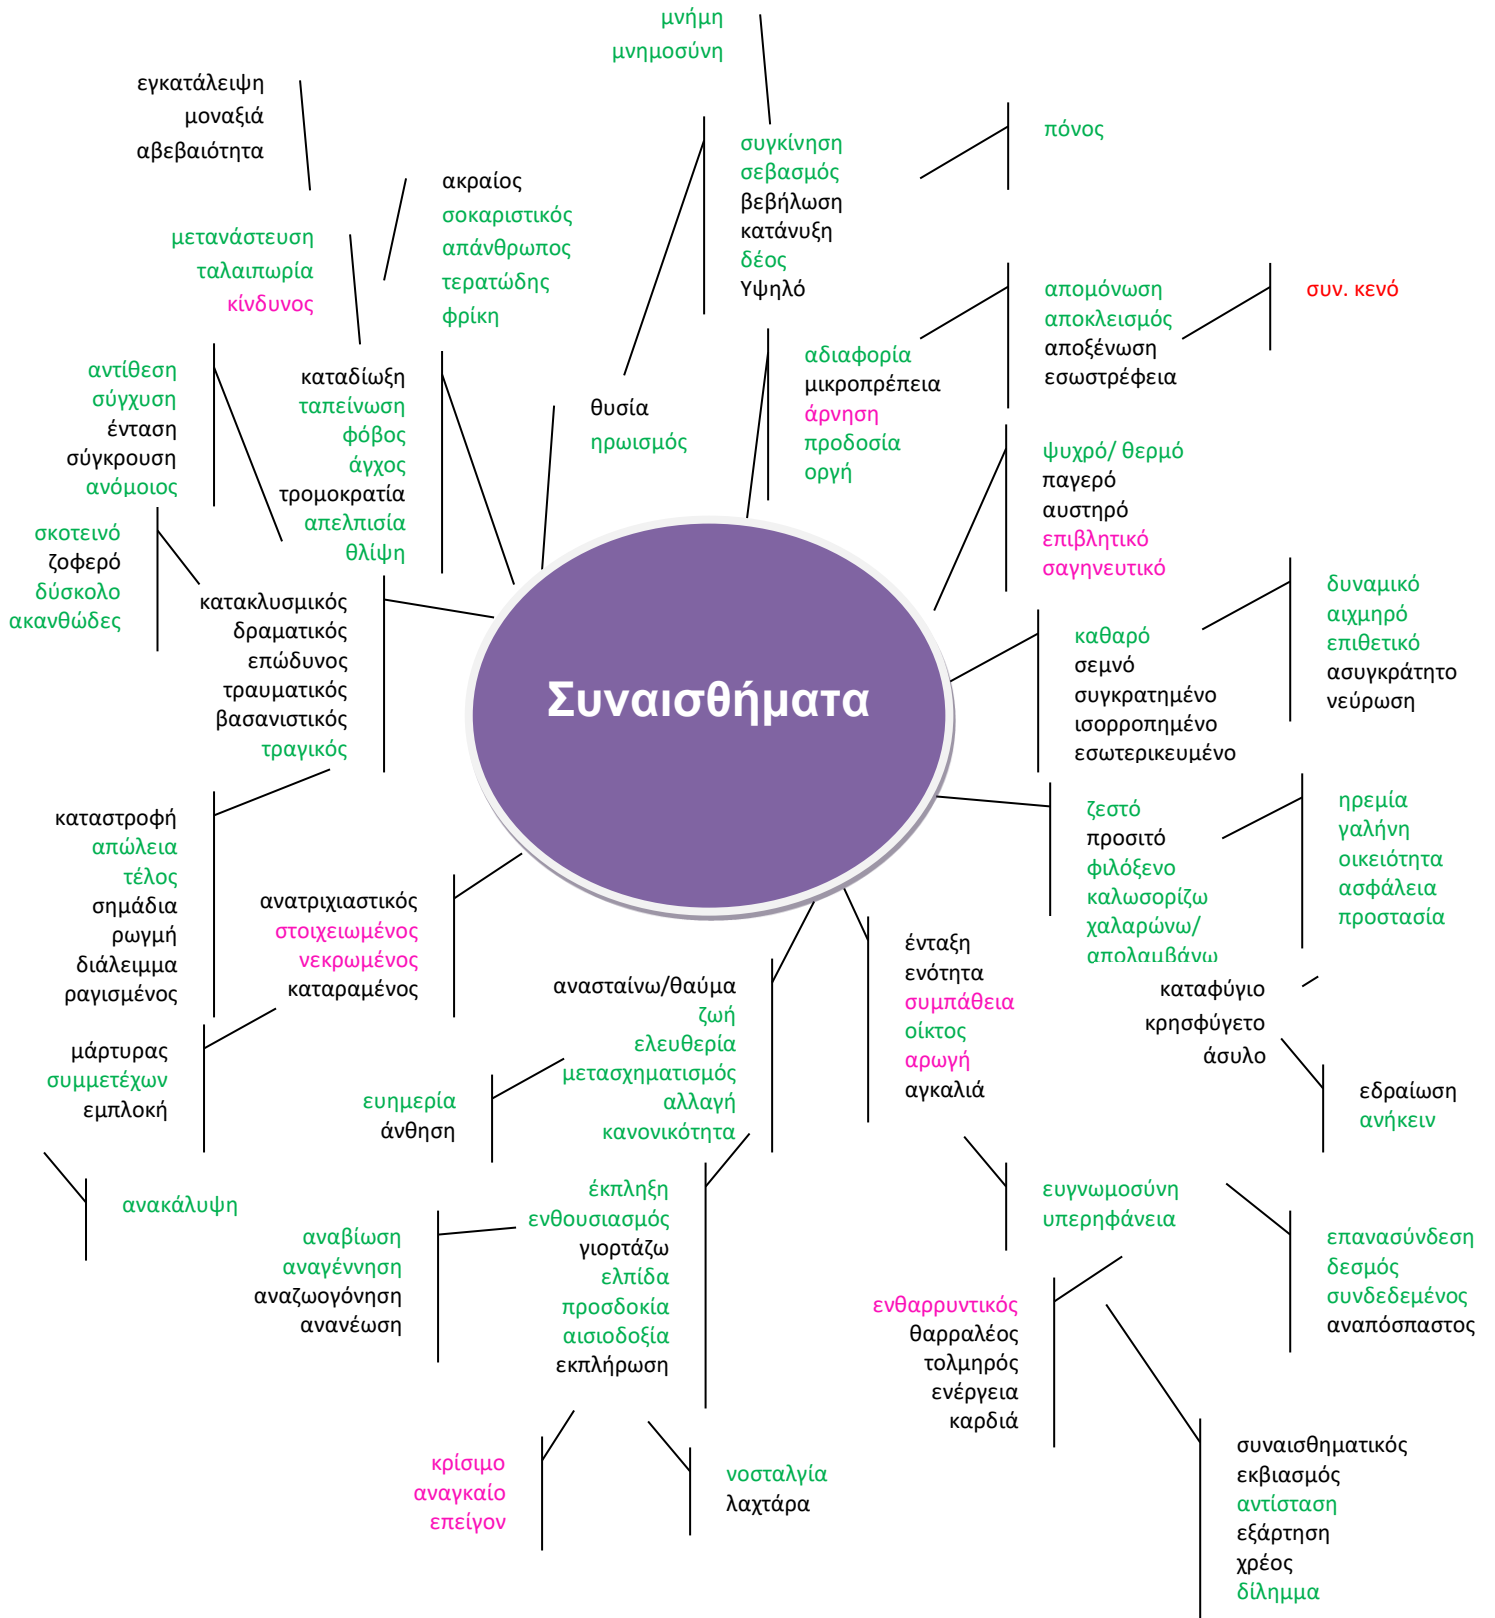 μνήμη
μνημοσύνη
εγκατάλειψη
μοναξιά
αβεβαιότητα
συγκίνηση
σεβασμός
βεβήλωση
κατάνυξη
δέος
Υψηλό
πόνος
ακραίος
σοκαριστικός
απάνθρωπος
τερατώδης
φρίκη
μετανάστευση
ταλαιπωρία
κίνδυνος
απομόνωση
αποκλεισμός
αποξένωση
εσωστρέφεια
συν. κενό
αντίθεση
σύγχυση
ένταση
σύγκρουση
ανόμοιος
καταδίωξη
ταπείνωση
φόβος
άγχος
τρομοκρατία
απελπισία
θλίψη
θυσία
ηρωισμός
αδιαφορία
μικροπρέπεια
άρνηση
προδοσία
οργή
ψυχρό/ θερμό
παγερό
αυστηρό
επιβλητικό
σαγηνευτικό
σκοτεινό
ζοφερό
δύσκολο
ακανθώδες
κατακλυσμικός
δραματικός
επώδυνος
τραυματικός
βασανιστικός
τραγικός
Συναισθήματα
καθαρό
σεμνό
συγκρατημένο
ισορροπημένο
εσωτερικευμένο
δυναμικό
αιχμηρό
επιθετικό
ασυγκράτητο
νεύρωση
καταστροφή
απώλεια
τέλος
σημάδια
ρωγμή
διάλειμμα
ραγισμένος
ζεστό
προσιτό
φιλόξενο
καλωσορίζω
χαλαρώνω/
απολαμβάνω
ηρεμία
γαλήνη
οικειότητα
ασφάλεια
προστασία
ανατριχιαστικός
στοιχειωμένος
νεκρωμένος
καταραμένος
ανασταίνω/θαύμα
ζωή
ελευθερία
μετασχηματισμός
αλλαγή
κανονικότητα
ένταξη
ενότητα
συμπάθεια
οίκτος
αρωγή
αγκαλιά
καταφύγιο
κρησφύγετο
άσυλο
μάρτυρας
συμμετέχων
εμπλοκή
ευημερία
άνθηση
εδραίωση
ανήκειν
ανακάλυψη
έκπληξη
ενθουσιασμός
γιορτάζω
ελπίδα
προσδοκία
αισιοδοξία
εκπλήρωση
ευγνωμοσύνη
υπερηφάνεια
αναβίωση
αναγέννηση
αναζωογόνηση
ανανέωση
επανασύνδεση
δεσμός
συνδεδεμένος
αναπόσπαστος
ενθαρρυντικός
θαρραλέος
τολμηρός
ενέργεια
καρδιά
κρίσιμο
αναγκαίο
επείγον
νοσταλγία
λαχτάρα
συναισθηματικός
εκβιασμός
αντίσταση
εξάρτηση
χρέος
δίλημμα